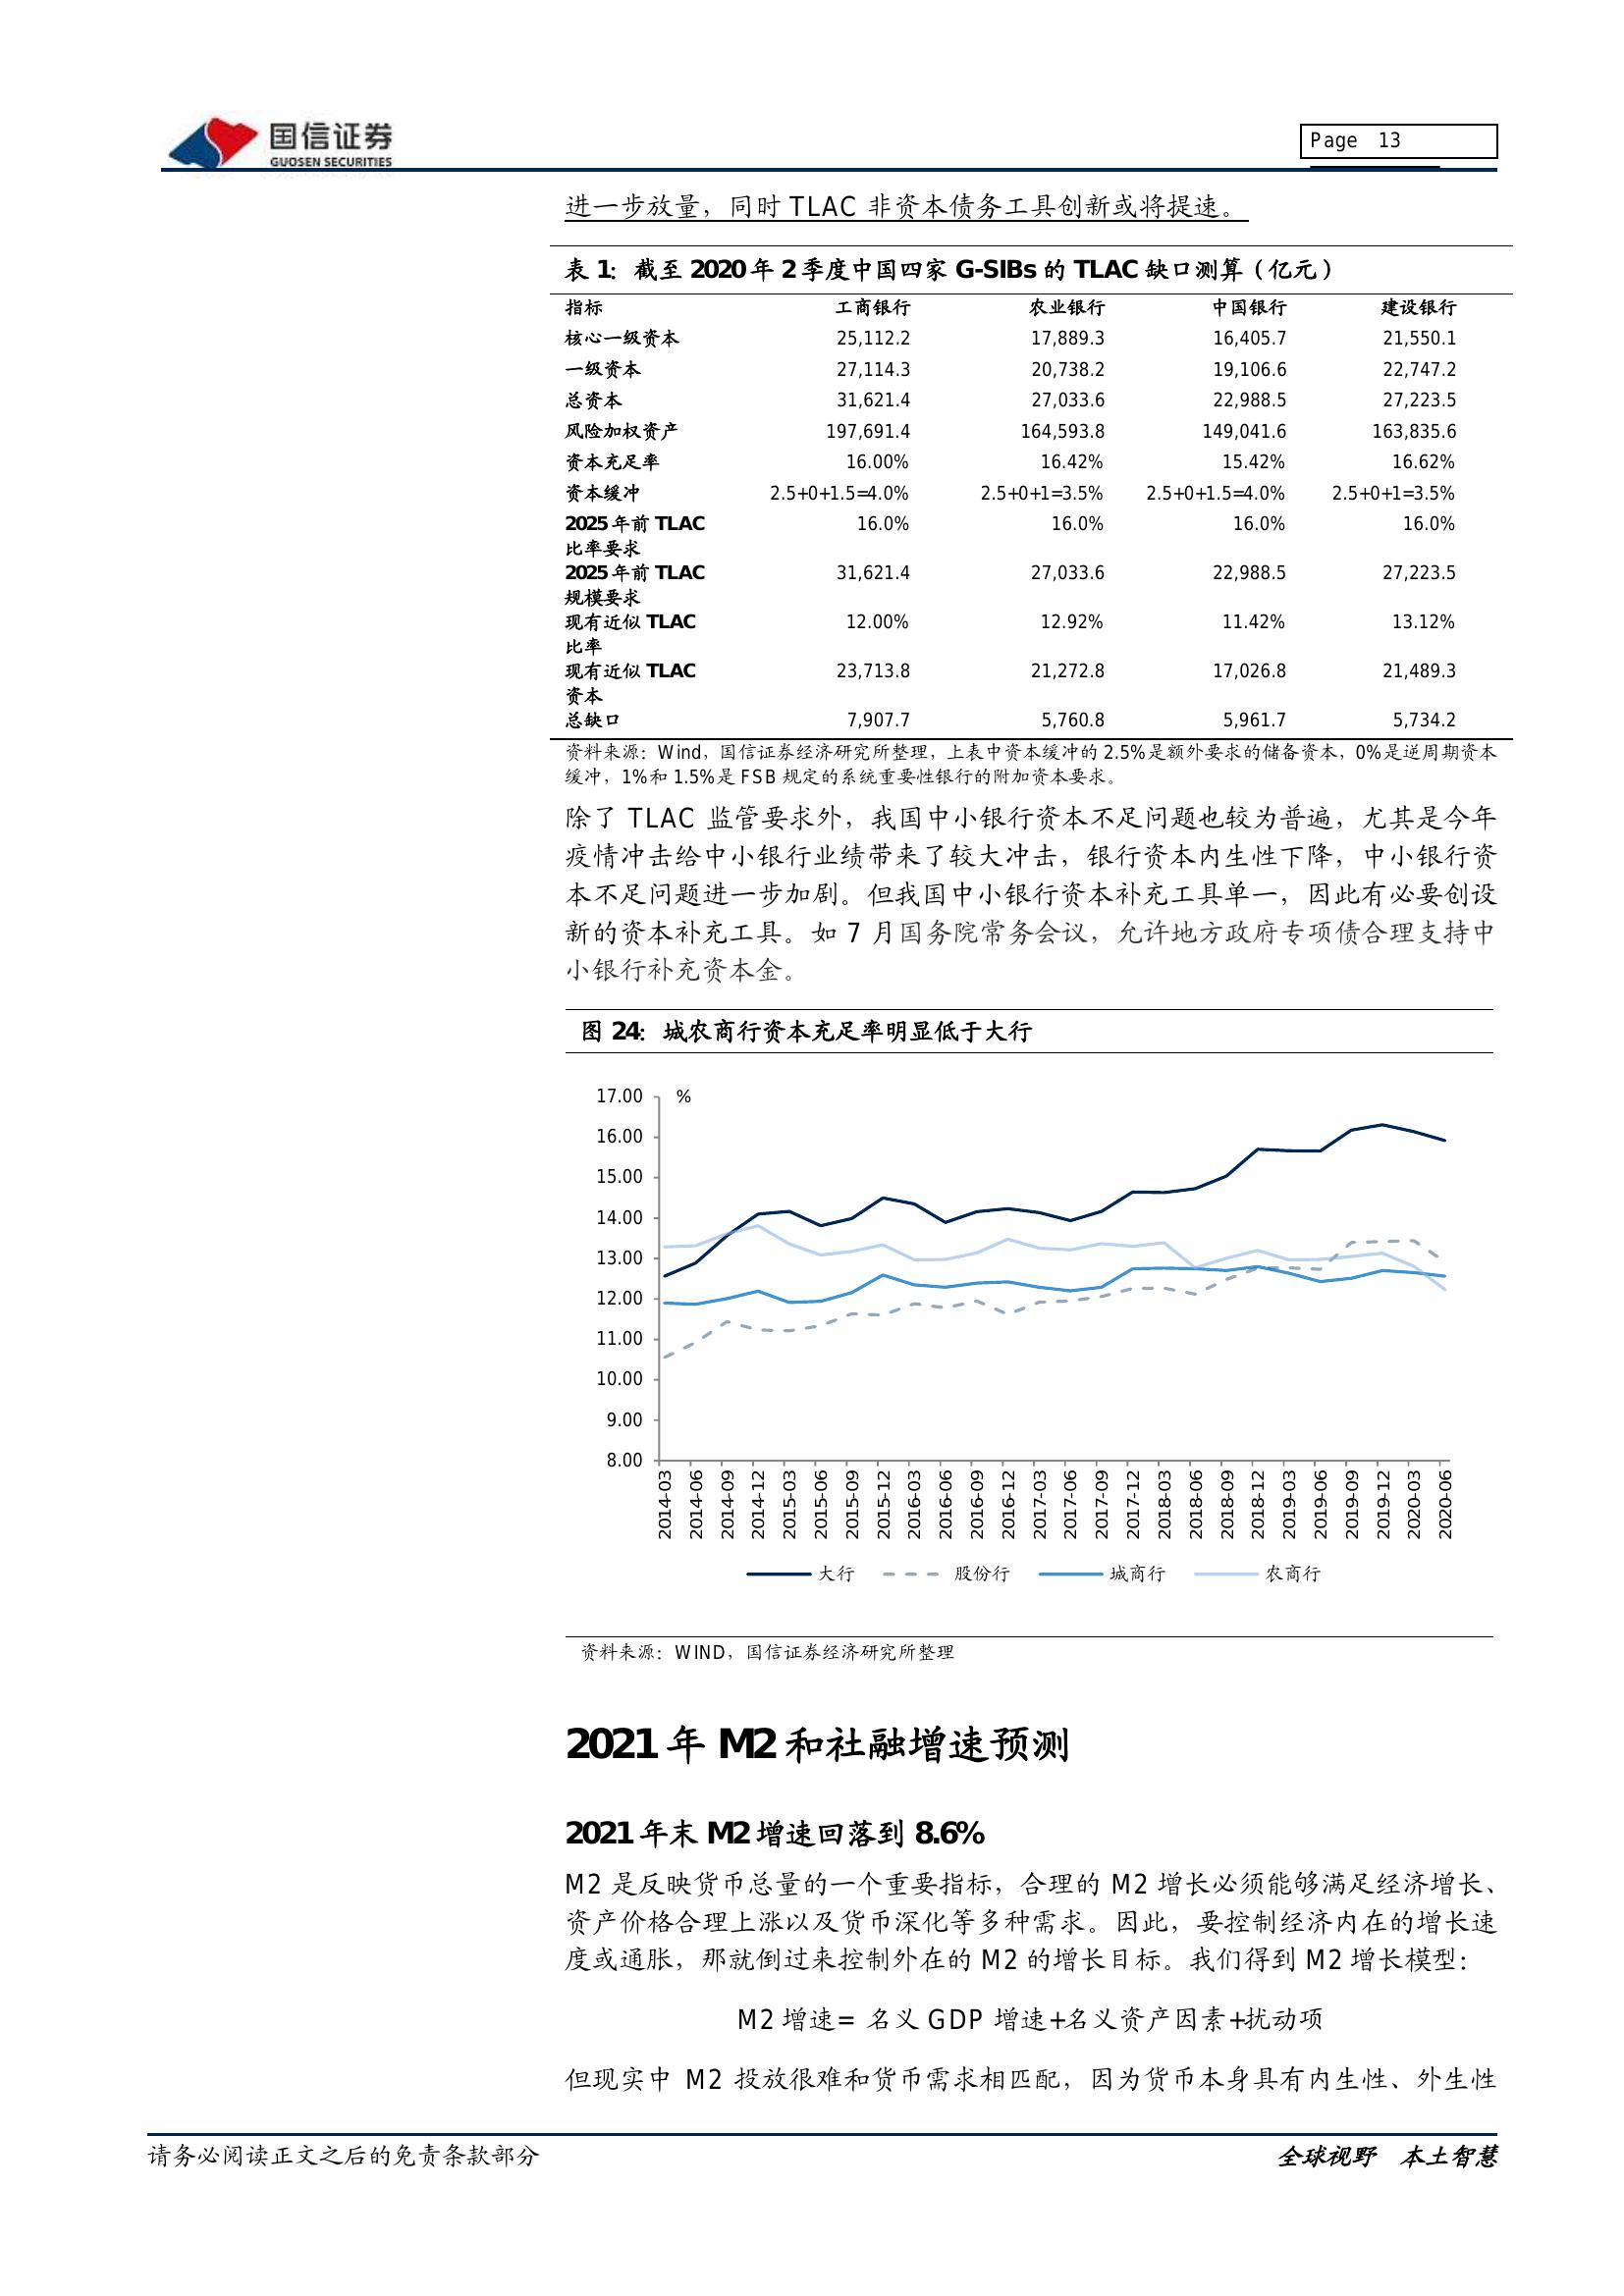 国信证券
GUOSEN SECURITIES
Page 13
进一步放量，同时 TLAC 非资本债务工具创新或将提速。
表 1：截至 2020 年 2 季度中国四家 G-SIBs 的 TLAC 缺口测算（亿元）
指标 工商银行 农业银行 中国银行 建设银行
核心一级资本 25,112.2 17,889.3 16,405.7 21,550.1
一级资本 27,114.3 20,738.2 19,106.6 22,747.2
总资本 31,621.4 27,033.6 22,988.5 27,223.5
风险加权资产 197,691.4 164,593.8 149,041.6 163,835.6
资本充足率 16.00% 16.42% 15.42% 16.62%
资本缓冲 2.5+0+1.5=4.0% 2.5+0+1=3.5% 2.5+0+1.5=4.0% 2.5+0+1=3.5%
2025 年前 TLAC 16.0% 16.0% 16.0% 16.0%
比率要求
2025 年前 TLAC 31,621.4 27,033.6 22,988.5 27,223.5
规模要求
现有近似 TLAC 12.00% 12.92% 11.42% 13.12%
比率
现有近似 TLAC 23,713.8 21,272.8 17,026.8 21,489.3
资本
总缺口 7,907.7 5,760.8 5,961.7 5,734.2
资料来源：Wind，国信证券经济研究所整理，上表中资本缓冲的 2.5%是额外要求的储备资本，0%是逆周期资本
缓冲，1%和 1.5%是 FSB 规定的系统重要性银行的附加资本要求。
除了 TLAC 监管要求外，我国中小银行资本不足问题也较为普遍，尤其是今年
疫情冲击给中小银行业绩带来了较大冲击，银行资本内生性下降，中小银行资
本不足问题进一步加剧。但我国中小银行资本补充工具单一，因此有必要创设
新的资本补充工具。如 7 月国务院常务会议，允许地方政府专项债合理支持中
小银行补充资本金。
图 24：城农商行资本充足率明显低于大行
%
17.00
16.00
15.00
14.00
13.00
12.00
11.00
10.00
9.00
8.00
2014-03 2014-06 2014-09 2014-12 2015-03 2015-06 2015-09 2015-12 2016-03 2016-06 2016-09 2016-12 2017-03 2017-06 2017-09 2017-12 2018-03 2018-06 2018-09 2018-12 2019-03 2019-06 2019-09 2019-12 2020-03 2020-06
大行 股份行 城商行 农商行
资料来源：WIND，国信证券经济研究所整理
2021 年 M2 和社融增速预测
2021 年末 M2 增速回落到 8.6%
M2 是反映货币总量的一个重要指标，合理的 M2 增长必须能够满足经济增长、
资产价格合理上涨以及货币深化等多种需求。因此，要控制经济内在的增长速
度或通胀，那就倒过来控制外在的 M2 的增长目标。我们得到 M2 增长模型：
M2 增速= 名义 GDP 增速+名义资产因素+扰动项
但现实中 M2 投放很难和货币需求相匹配，因为货币本身具有内生性、外生性
请务必阅读正文之后的免责条款部分
全球视野 本土智慧